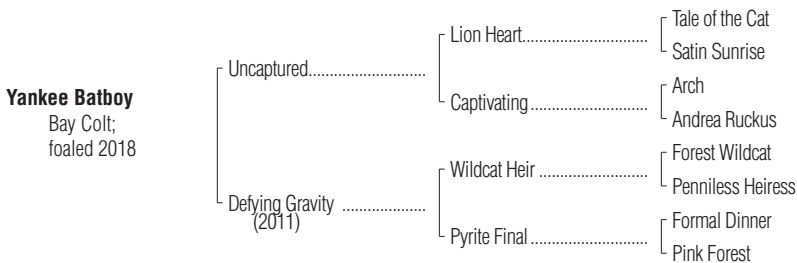 Yankee Batboy
Bay Colt;
foaled 2018
Uncaptured...........................
Defying Gravity ....................
(2011)
Lion Heart..............................
Captivating............................
Wildcat Heir ..........................
Pyrite Final............................
Tale of the Cat
Satin Sunrise
Arch
Andrea Ruckus
Forest Wildcat
Penniless Heiress
Formal Dinner
Pink Forest